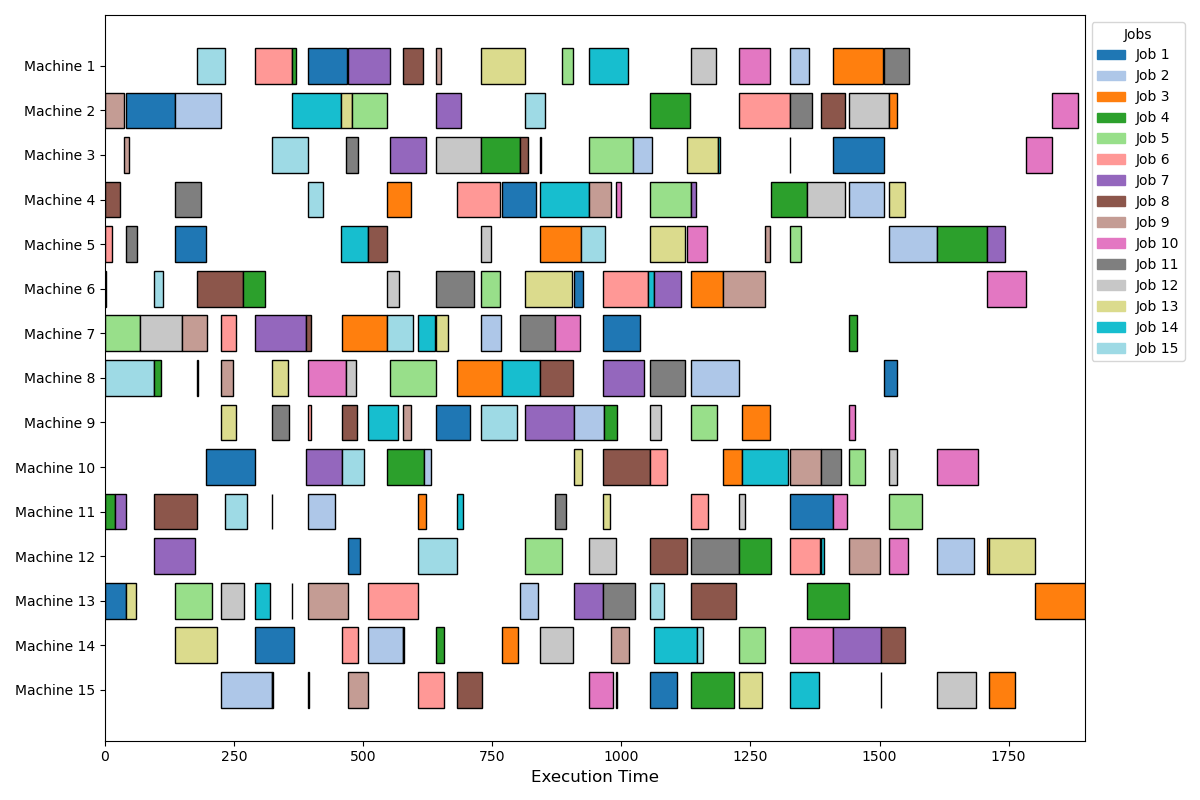 Machine 1
Machine 2
Machine 3
Machine 4
Machine 5
Machine 6
Machine 7
Machine 8
Machine 9
Machine 10
Machine 11
Machine 12
Machine 13
Machine 14
Machine 15
0 250 500 750 1000 1250 1500 1750
Execution Time
Jobs
Job 1
Job 2
Job 3
Job 4
Job 5
Job 6
Job 7
Job 8
Job 9
Job 10
Job 11
Job 12
Job 13
Job 14
Job 15